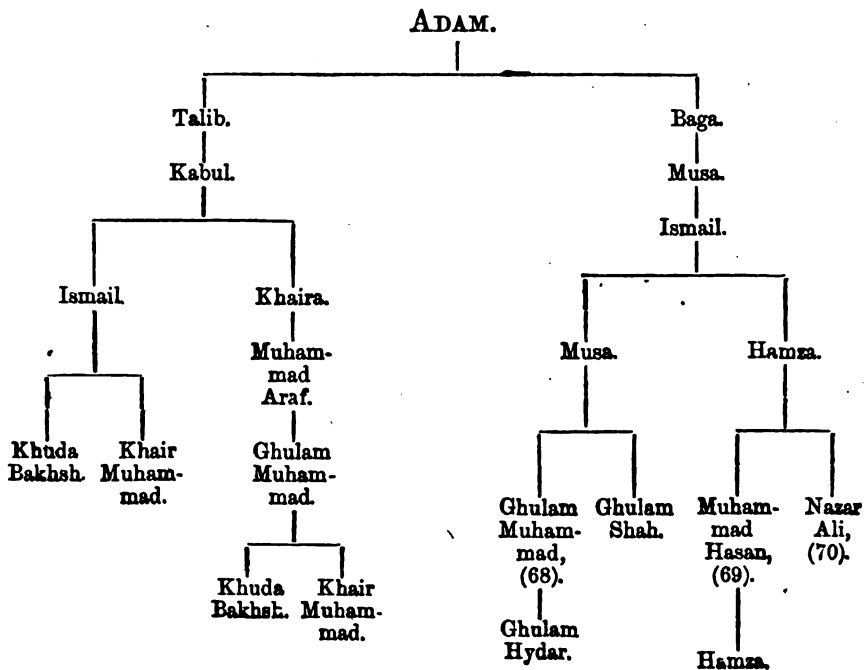 ADAM.
Talib.
Baga.
Kabul.
Musa.
Ismail.
Ismail.
Khaira.
Muham-
mad
Araf.
Musa.
Hamza.
Khuda
Bakhsh.
Khair
Muham-
mad.
Ghulam
Muham-
mad.
Ghulam
Muham-
mad,
(68).
Ghulam
Shah.
Muham-
mad
Hasan,
(69).
Nazar
Ali,
(70).
Khuda
Bakhsh.
Khair
Muham-
mad.
Ghulam
Hydar.
Hamza.